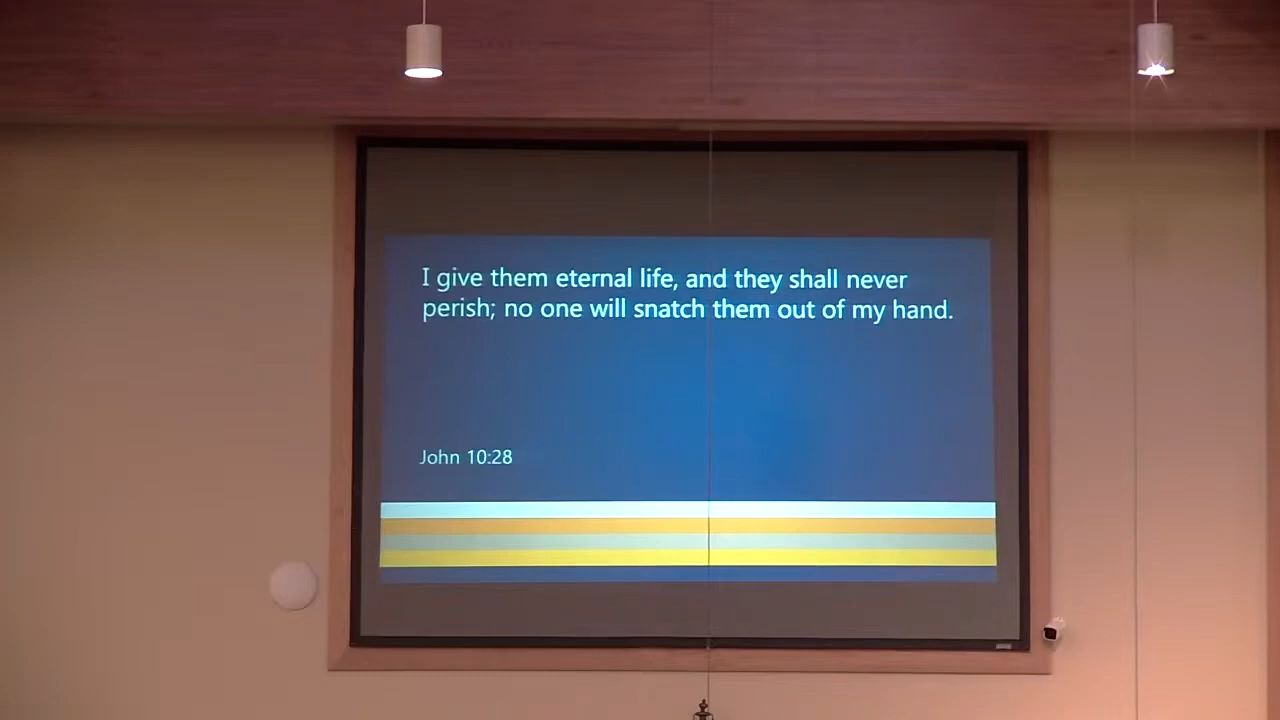 I give them eternal life, and they shall never
perish; no one will snatch them out of my hand.
John 10:28